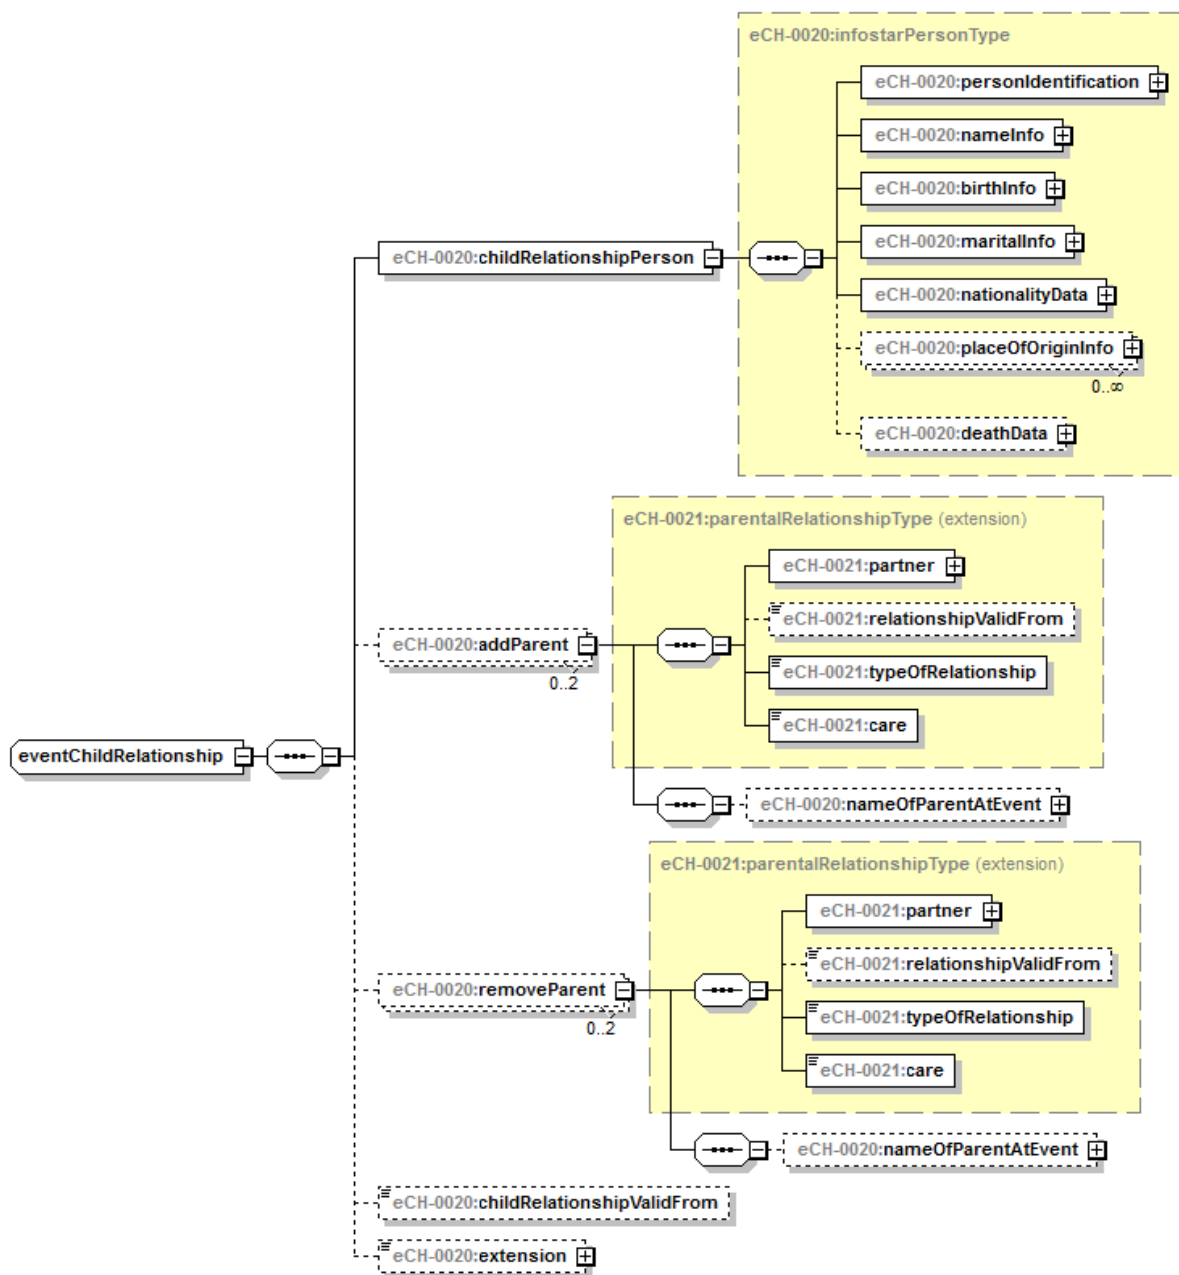 eCH-0020:infostarPersonType
eCH-0020:personIdentification
eCH-0020:nameInfo
eCH-0020:birthInfo
eCH-0020:maritalInfo
eCH-0020:nationalityData
eCH-0020:placeOfOriginInfo
0..∞
eCH-0020:deathData
eCH-0020:childRelationshipPerson
eCH-0021:parentalRelationshipType (extension)
eCH-0021:partner
eCH-0021:relationshipValidFrom
eCH-0021:typeOfRelationship
eCH-0021:care
eCH-0020:addParent
0..2
eCH-0020:nameOfParentAtEvent
eventChildRelationship
eCH-0021:parentalRelationshipType (extension)
eCH-0021:partner
eCH-0021:relationshipValidFrom
eCH-0021:typeOfRelationship
eCH-0021:care
eCH-0020:removeParent
0..2
eCH-0020:nameOfParentAtEvent
eCH-0020:childRelationshipValidFrom
eCH-0020:extension